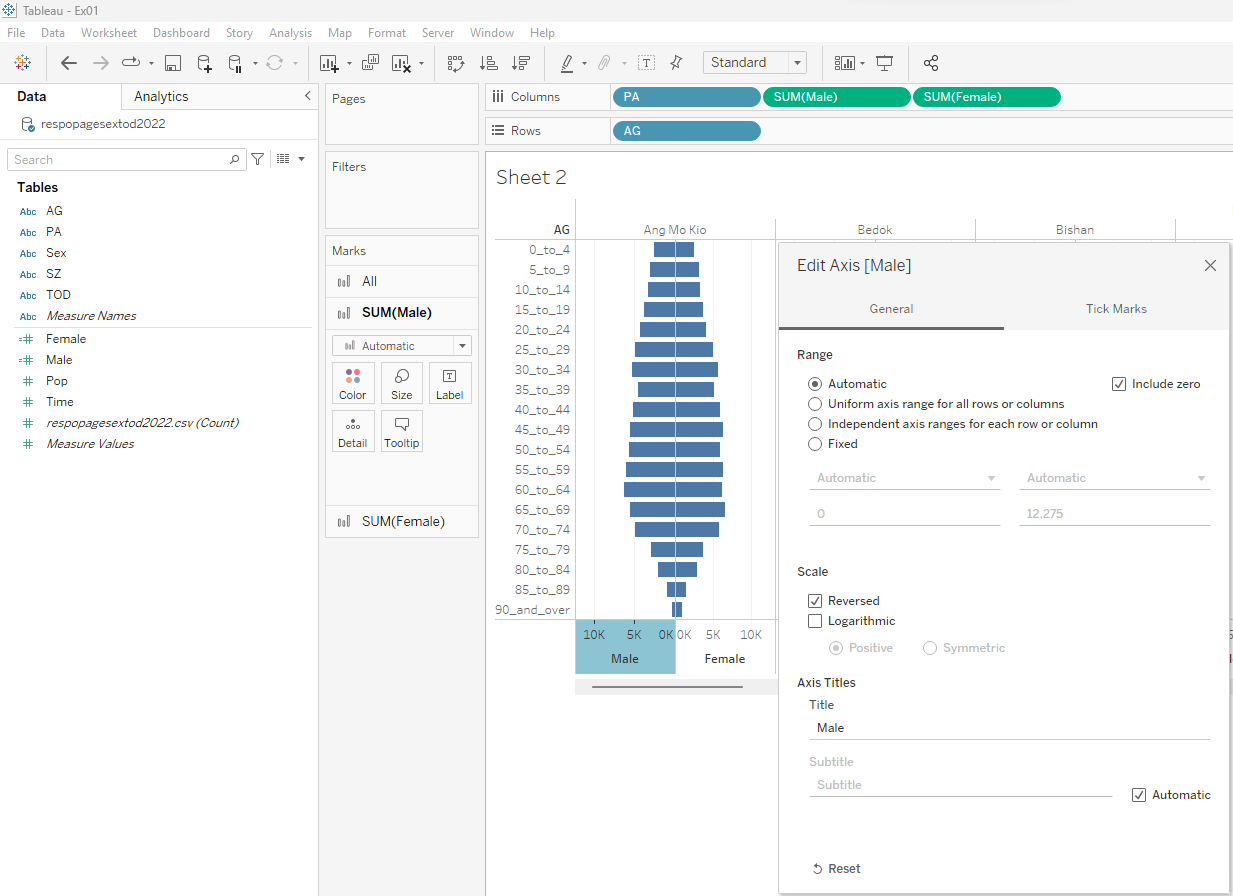 Tableau - Ex01
File Data Worksheet Dashboard Story Analysis Map Format Server Window Help
Standard
Data Analytics
respopagesextod2022
Search
Tables
Abc AG
Abc PA
Abc Sex
Abc SZ
Abc TOD
Abc Measure Names
Female
Male
Pop
Time
respopagesextod2022.csv (Count)
Measure Values
Pages
Filters
Marks
All
SUM(Male)
Automatic
Color Size Label
Detail Tooltip
SUM(Female)
Columns PA SUM(Male) SUM(Female)
Rows AG
Sheet 2
AG Ang Mo Kio Bedok Bishan
0_to_4
5_to_9
10_to_14
15_to_19
20_to_24
25_to_29
30_to_34
35_to_39
40_to_44
45_to_49
50_to_54
55_to_59
60_to_64
65_to_69
70_to_74
75_to_79
80_to_84
85_to_89
90_and_over
10K 5K 0K 0K 5K 10K
Male Female
Edit Axis [Male]
General Tick Marks
Range
Automatic Include zero
Uniform axis range for all rows or columns
Independent axis ranges for each row or column
Fixed
Automatic Automatic
0 12,275
Scale
Reversed
Logarithmic
Positive Symmetric
Axis Titles
Title
Male
Subtitle
Subtitle
Automatic
Reset